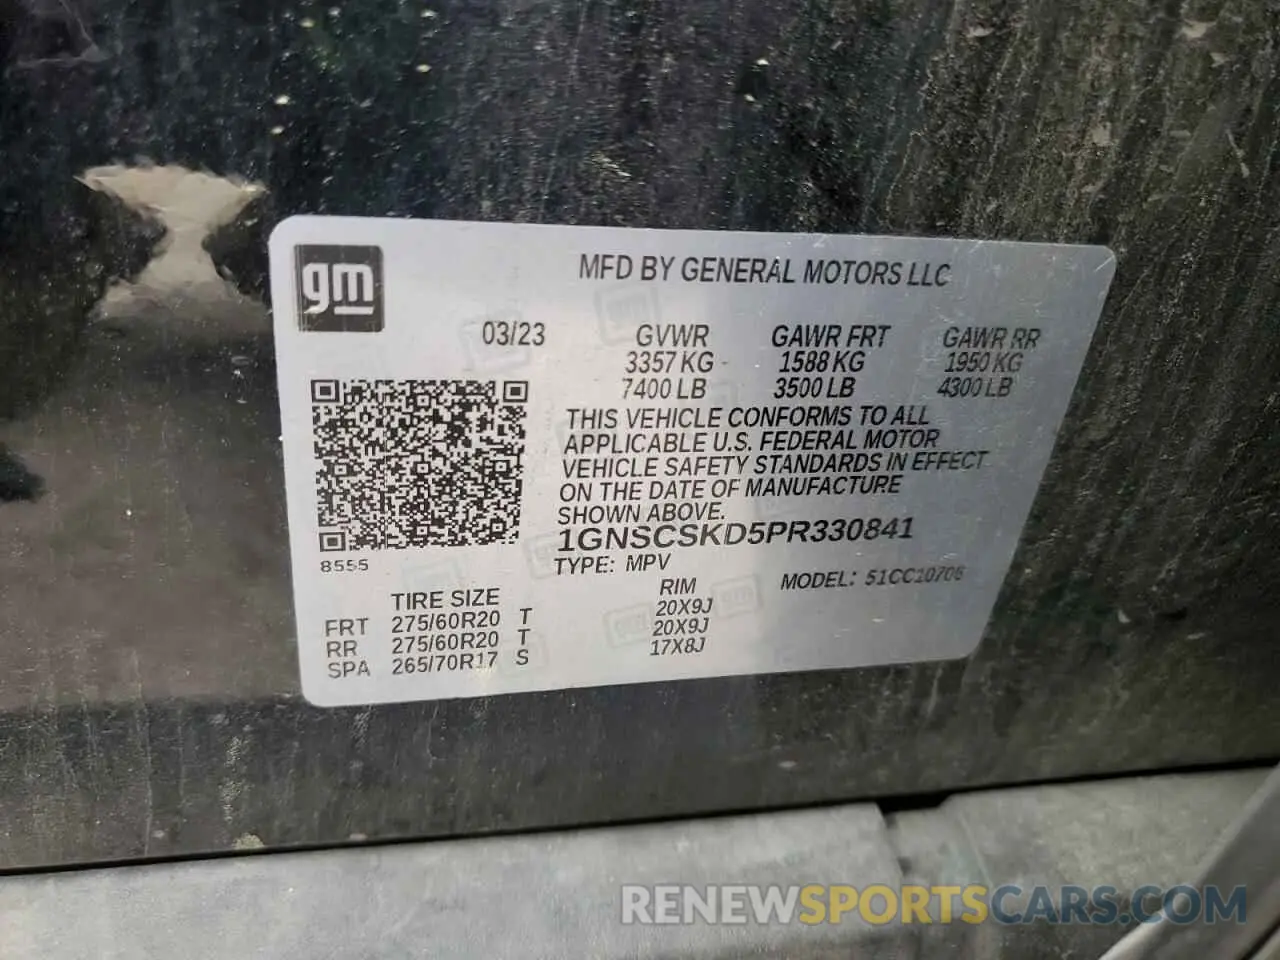 gm
MFD BY GENERAL MOTORS LLC
03/23 GVWR GAWR FRT GAWR RR
3357 KG 1588 KG 1950 KG
7400 LB 3500 LB 4300 LB
THIS VEHICLE CONFORMS TO ALL
APPLICABLE U.S. FEDERAL MOTOR
VEHICLE SAFETY STANDARDS IN EFFECT
ON THE DATE OF MANUFACTURE
SHOWN ABOVE.
1GNSCSKD5PR330841
8555
TYPE: MPV
MODEL: 51CC10706
TIRE SIZE RIM
FRT 275/60R20 T 20X9J
RR 275/60R20 T 20X9J
SPA 265/70R17 S 17X8J
RENEWSPORTSCARS.COM